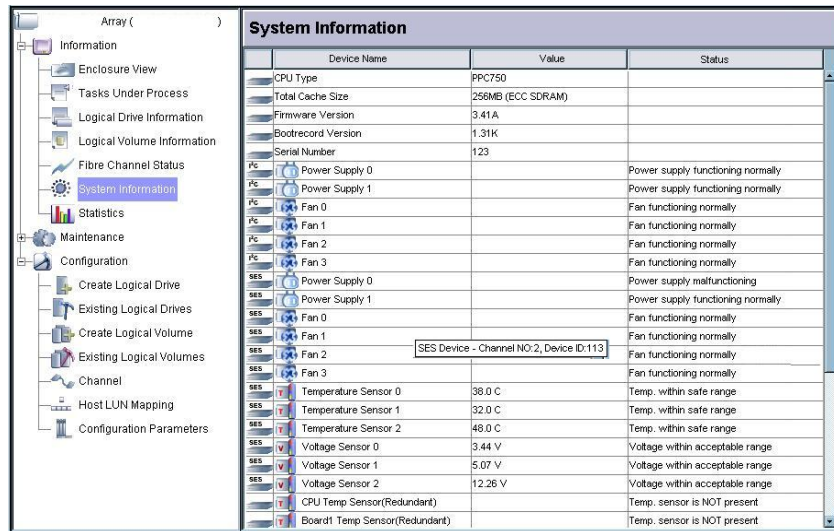 Array ( )
Information
Enclosure View
Tasks Under Process
Logical Drive Information
Logical Volume Information
Fibre Channel Status
System Information
Statistics
Maintenance
Configuration
Create Logical Drive
Existing Logical Drives
Create Logical Volume
Existing Logical Volumes
Channel
Host LUN Mapping
Configuration Parameters
System Information
Device Name Value Status
CPU Type PPC750
Total Cache Size 256MB (ECC SDRAM)
Firmware Version 3.41A
Bootrecord Version 1.31K
Serial Number 123
I²C Power Supply 0 Power supply functioning normally
I²C Power Supply 1 Power supply functioning normally
I²C Fan 0 Fan functioning normally
I²C Fan 1 Fan functioning normally
I²C Fan 2 Fan functioning normally
I²C Fan 3 Fan functioning normally
SES Power Supply 0 Power supply malfunctioning
SES Power Supply 1 Power supply functioning normally
SES Fan 0 Fan functioning normally
SES Fan 1 Fan functioning normally
SES Device - Channel NO:2, Device ID:113
SES Fan 2 Fan functioning normally
SES Fan 3 Fan functioning normally
SES T Temperature Sensor 0 38.0 C Temp. within safe range
SES T Temperature Sensor 1 32.0 C Temp. within safe range
SES T Temperature Sensor 2 48.0 C Temp. within safe range
SES V Voltage Sensor 0 3.44 V Voltage within acceptable range
SES V Voltage Sensor 1 5.07 V Voltage within acceptable range
SES V Voltage Sensor 2 12.26 V Voltage within acceptable range
T CPU Temp Sensor(Redundant) Temp. sensor is NOT present
T Board1 Temp Sensor(Redundant) Temp. sensor is NOT present